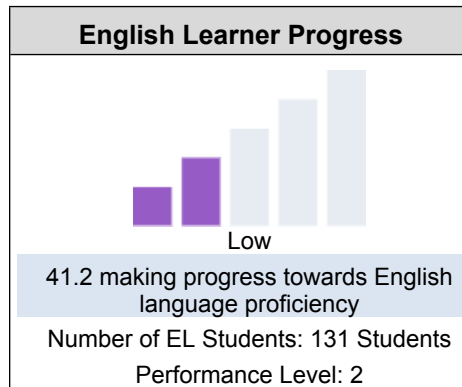 English Learner Progress
Low
41.2 making progress towards English
language proficiency
Number of EL Students: 131 Students
Performance Level: 2